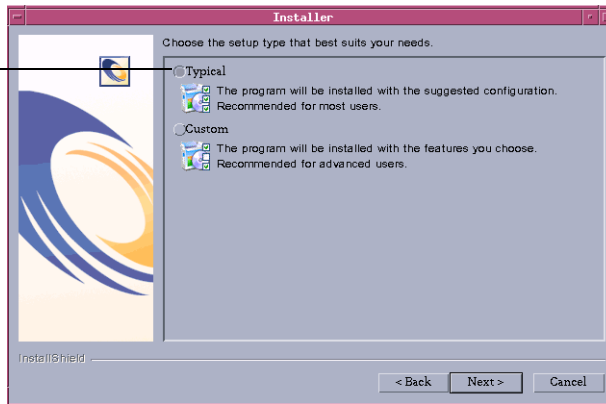 Installer
Choose the setup type that best suits your needs.
Typical
The program will be installed with the suggested configuration.
Recommended for most users.
Custom
The program will be installed with the features you choose.
Recommended for advanced users.
InstallShield
< Back
Next >
Cancel